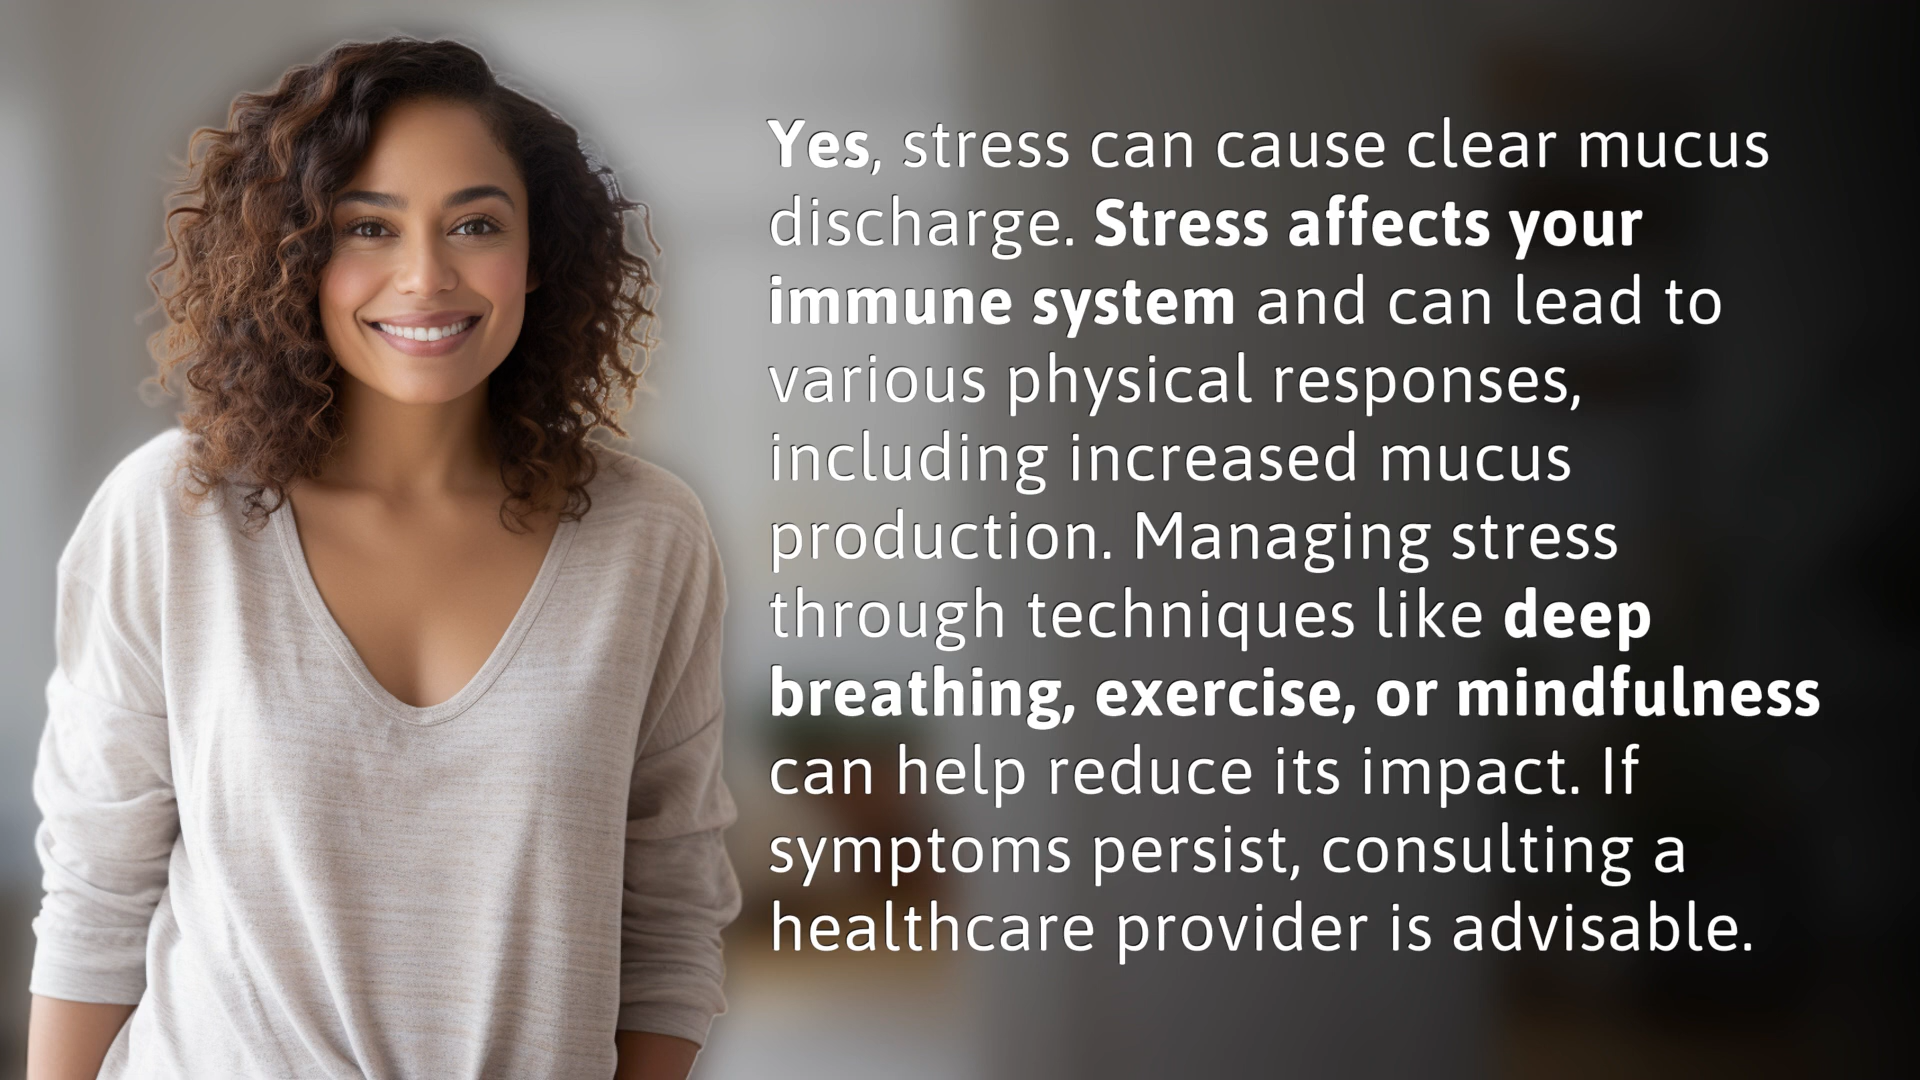 Yes, stress can cause clear mucus
discharge. Stress affects your
immune system and can lead to
various physical responses,
including increased mucus
production. Managing stress
through techniques like deep
breathing, exercise, or mindfulness
can help reduce its impact. If
symptoms persist, consulting a
healthcare provider is advisable.